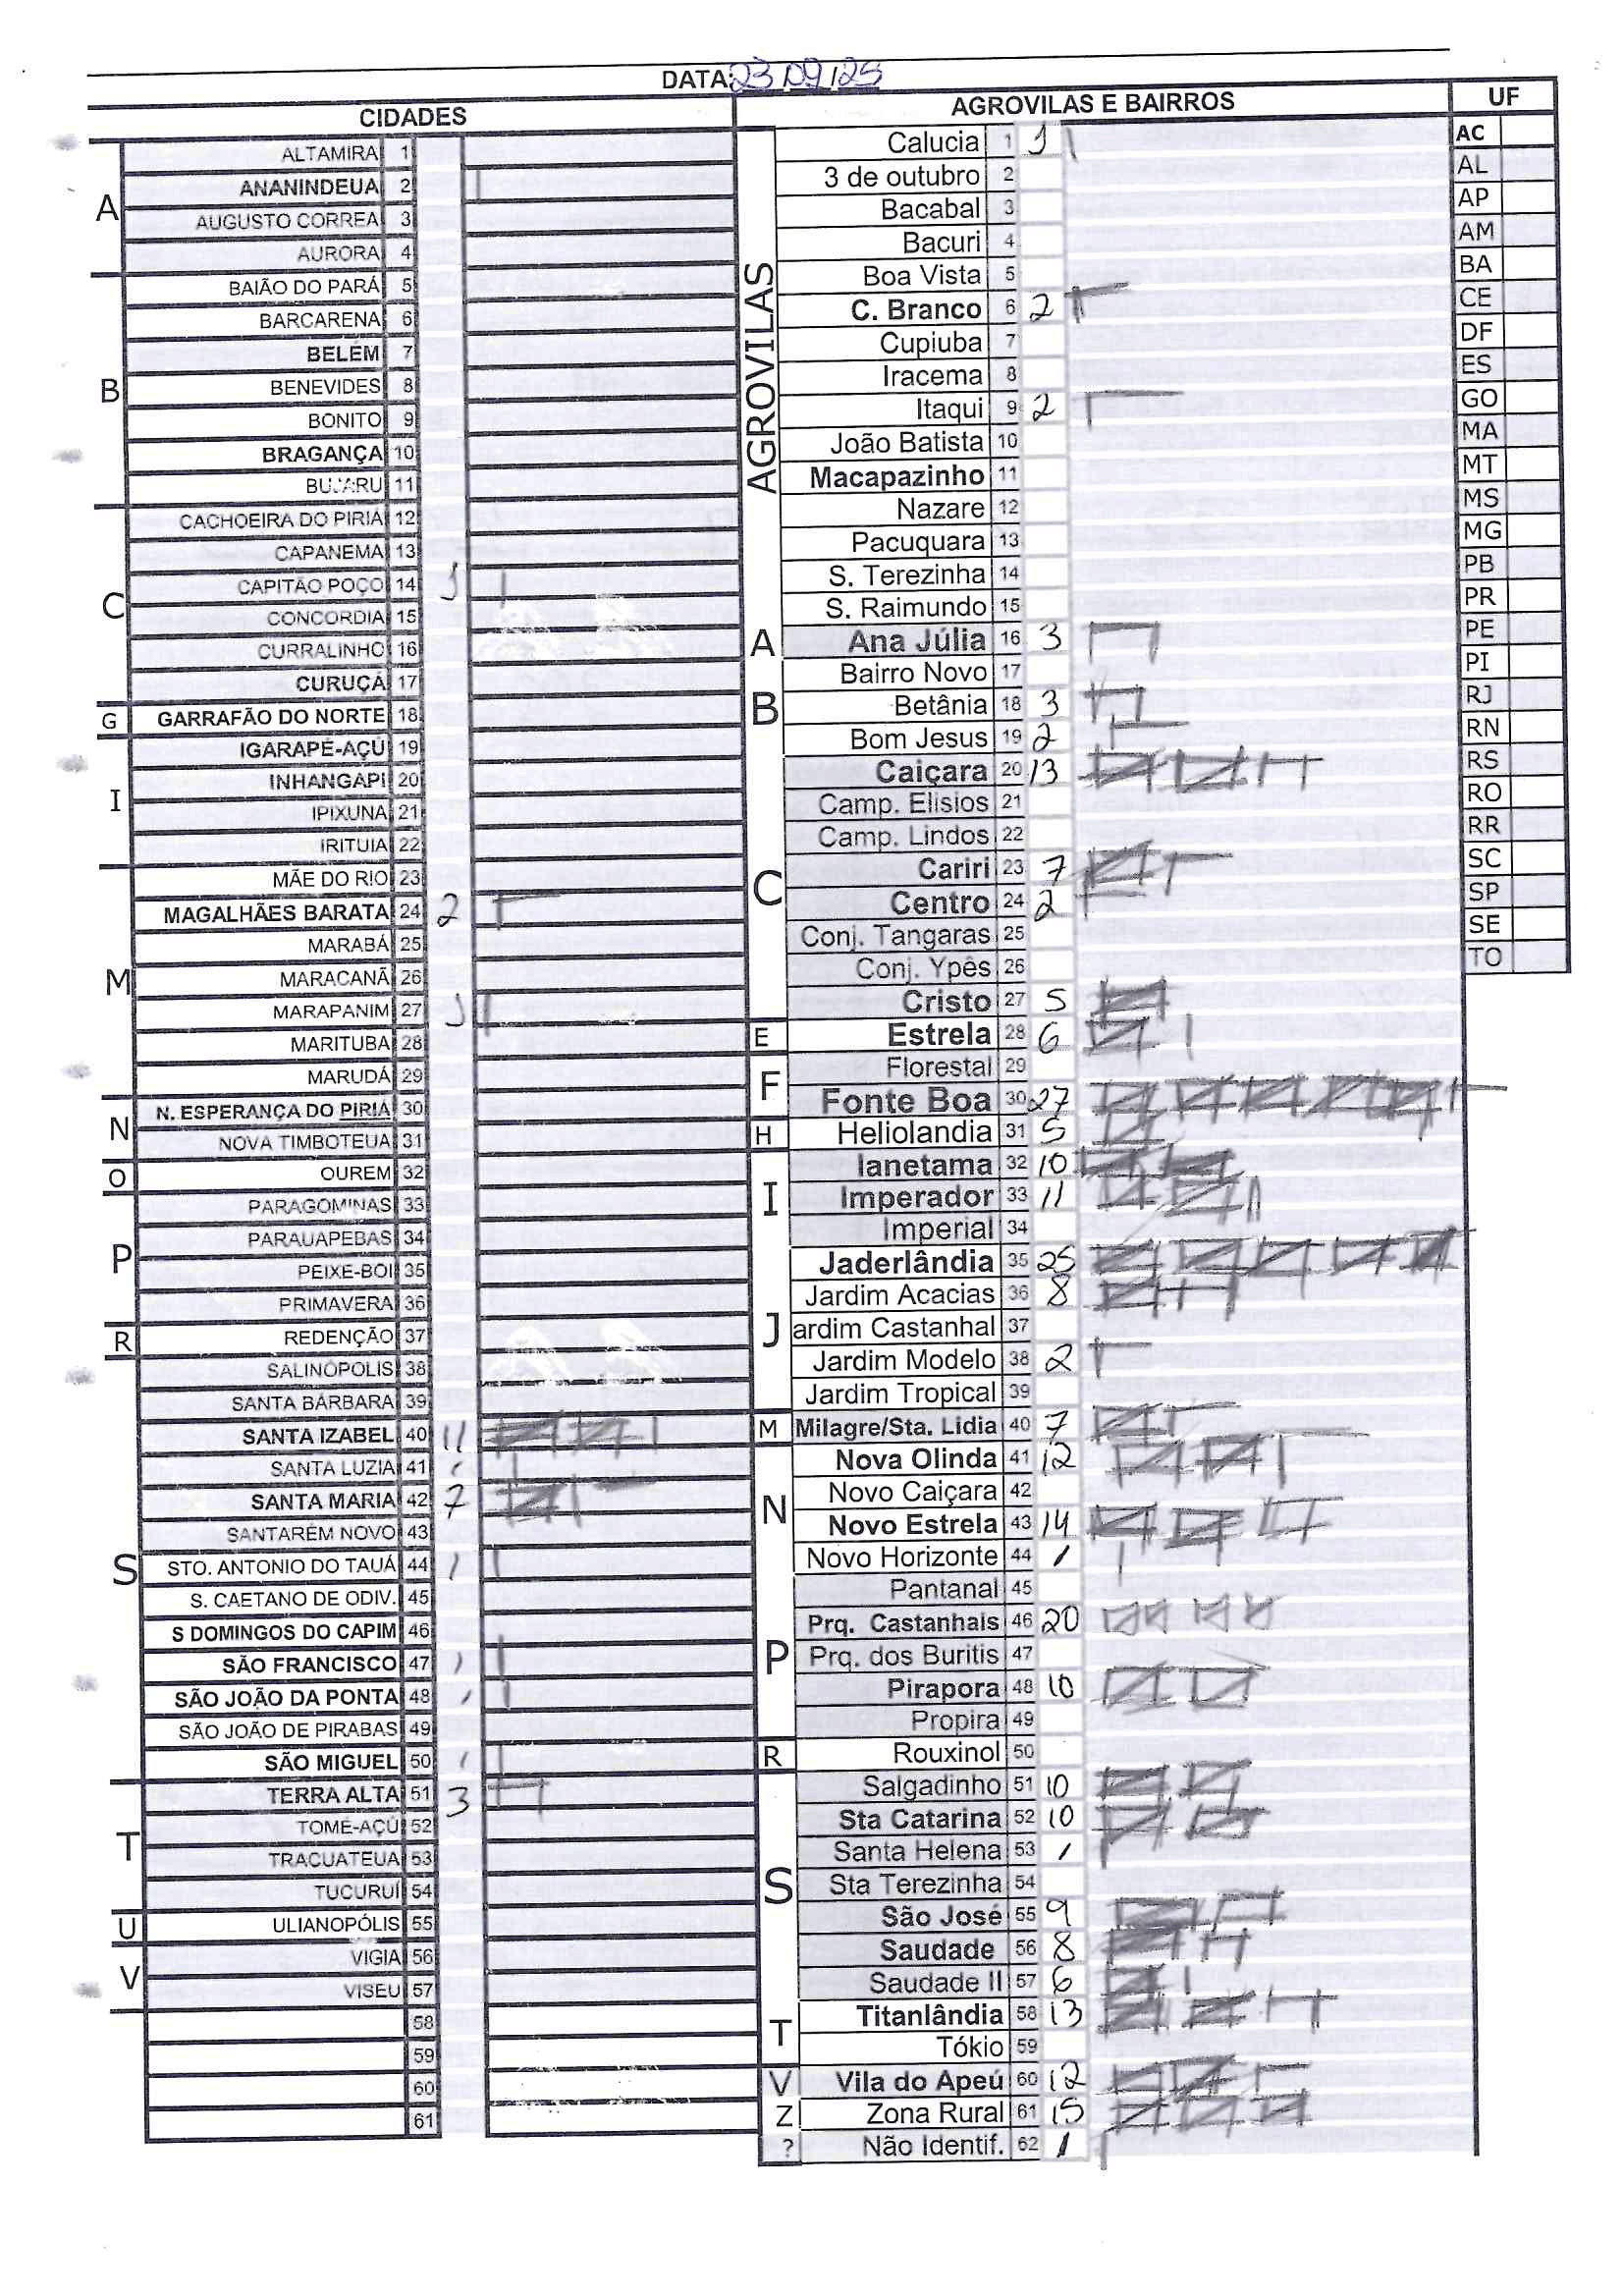 DATA: 23/09/25
CIDADES
A
ALTAMIRA 1
ANANINDEUA 2
AUGUSTO CORREA 3
AURORA 4
B
BAIÃO DO PARÁ 5
BARCARENA 6
BELÉM 7
BENEVIDES 8
BONITO 9
BRAGANÇA 10
BUJARU 11
C
CACHOEIRA DO PIRIÁ 12
CAPANEMA 13
CAPITÃO POÇO 14 1
CONCORDIA 15
CURRALINHO 16
CURUÇÁ 17
G
GARRAFÃO DO NORTE 18
I
IGARAPÉ-AÇÚ 19
INHANGAPI 20
IPIXUNA 21
IRITUIA 22
M
MÃE DO RIO 23
MAGALHÃES BARATA 24 2
MARABÁ 25
MARACANÃ 26
MARAPANIM 27 1
MARITUBA 28
MARUDÁ 29
N
N. ESPERANÇA DO PIRIÁ 30
NOVA TIMBOTEUA 31
O
OUREM 32
P
PARAGOMINAS 33
PARAUAPEBAS 34
PEIXE-BOI 35
PRIMAVERA 36
R
REDENÇÃO 37
S
SALINÓPOLIS 38
SANTA BÁRBARA 39
SANTA IZABEL 40 11
SANTA LUZIA 41 1
SANTA MARIA 42 7
SANTARÉM NOVO 43
STO. ANTONIO DO TAUÁ 44 1
S. CAETANO DE ODIV. 45
S DOMINGOS DO CAPIM 46
SÃO FRANCISCO 47 1
SÃO JOÃO DA PONTA 48 1
SÃO JOÃO DE PIRABAS 49
SÃO MIGUEL 50 1
T
TERRA ALTA 51 3
TOMÉ-AÇÚ 52
TRACUATEUA 53
TUCURUÍ 54
U
ULIANOPÓLIS 55
V
VIGIA 56
VISEU 57
58
59
60
61
AGROVILAS E BAIRROS
AGROVILAS
Calucia 1 1
3 de outubro 2
Bacabal 3
Bacuri 4
Boa Vista 5
C. Branco 6 2
Cupiuba 7
Iracema 8
Itaqui 9 2
João Batista 10
Macapazinho 11
Nazare 12
Pacuquara 13
S. Terezinha 14
S. Raimundo 15
A
Ana Júlia 16 3
B
Bairro Novo 17
Betânia 18 3
Bom Jesus 19 2
C
Caiçara 20 13
Camp. Elisios 21
Camp. Lindos 22
Cariri 23 7
Centro 24 2
Conj. Tangaras 25
Conj. Ypês 26
Cristo 27 5
E
Estrela 28 6
F
Florestal 29
Fonte Boa 30 27
H
Heliolandia 31 5
I
Ianetama 32 10
Imperador 33 11
Imperial 34
J
Jaderlândia 35 25
Jardim Acacias 36 8
ardim Castanhal 37
Jardim Modelo 38 2
Jardim Tropical 39
M
Milagre/Sta. Lidia 40 7
N
Nova Olinda 41 12
Novo Caiçara 42
Novo Estrela 43 14
Novo Horizonte 44 1
P
Pantanal 45
Prq. Castanhais 46 20
Prq. dos Buritis 47
Pirapora 48 10
Propira 49
R
Rouxinol 50
S
Salgadinho 51 10
Sta Catarina 52 10
Santa Helena 53 1
Sta Terezinha 54
São José 55 9
Saudade 56 8
Saudade II 57 6
T
Titanlândia 58 13
Tókio 59
V
Vila do Apeú 60 12
Z
Zona Rural 61 15
?
Não Identif. 62 1
UF
AC
AL
AP
AM
BA
CE
DF
ES
GO
MA
MT
MS
MG
PB
PR
PE
PI
RJ
RN
RS
RO
RR
SC
SP
SE
TO